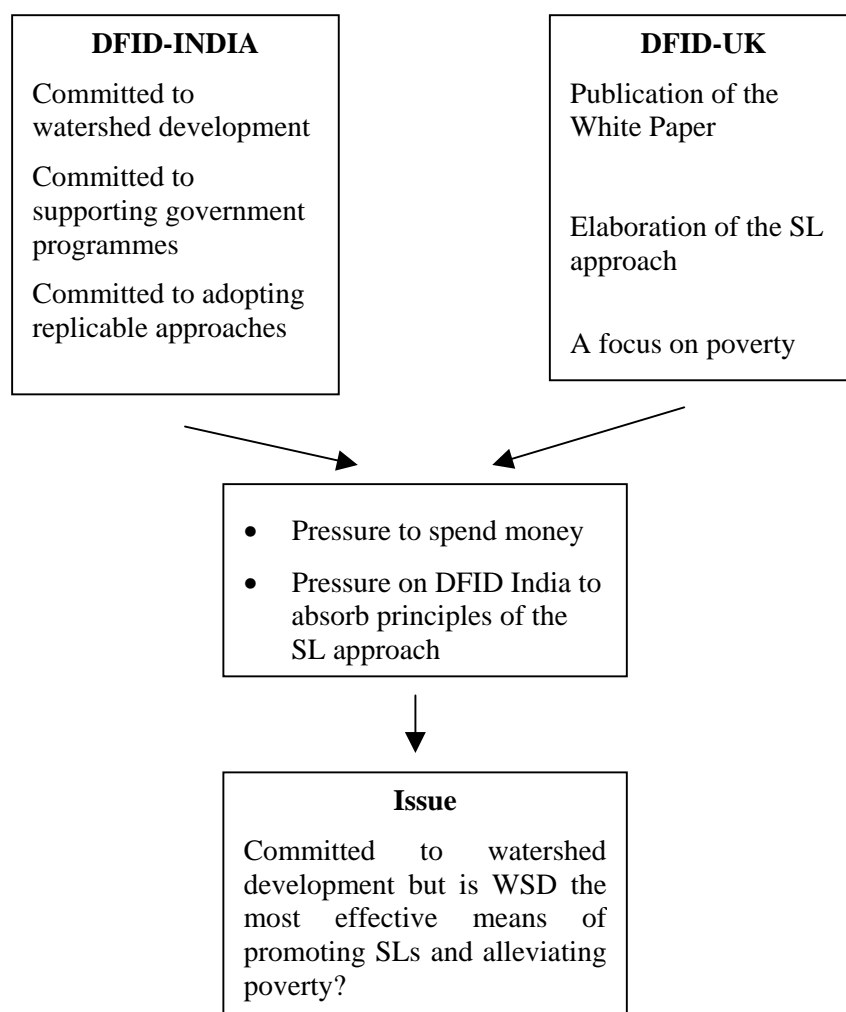 DFID-INDIA
Committed to
watershed development
Committed to
supporting government
programmes
Committed to adopting
replicable approaches
DFID-UK
Publication of the
White Paper
Elaboration of the SL
approach
A focus on poverty
• Pressure to spend money
• Pressure on DFID India to
absorb principles of the
SL approach
Issue
Committed to watershed
development but is WSD the
most effective means of
promoting SLs and alleviating
poverty?